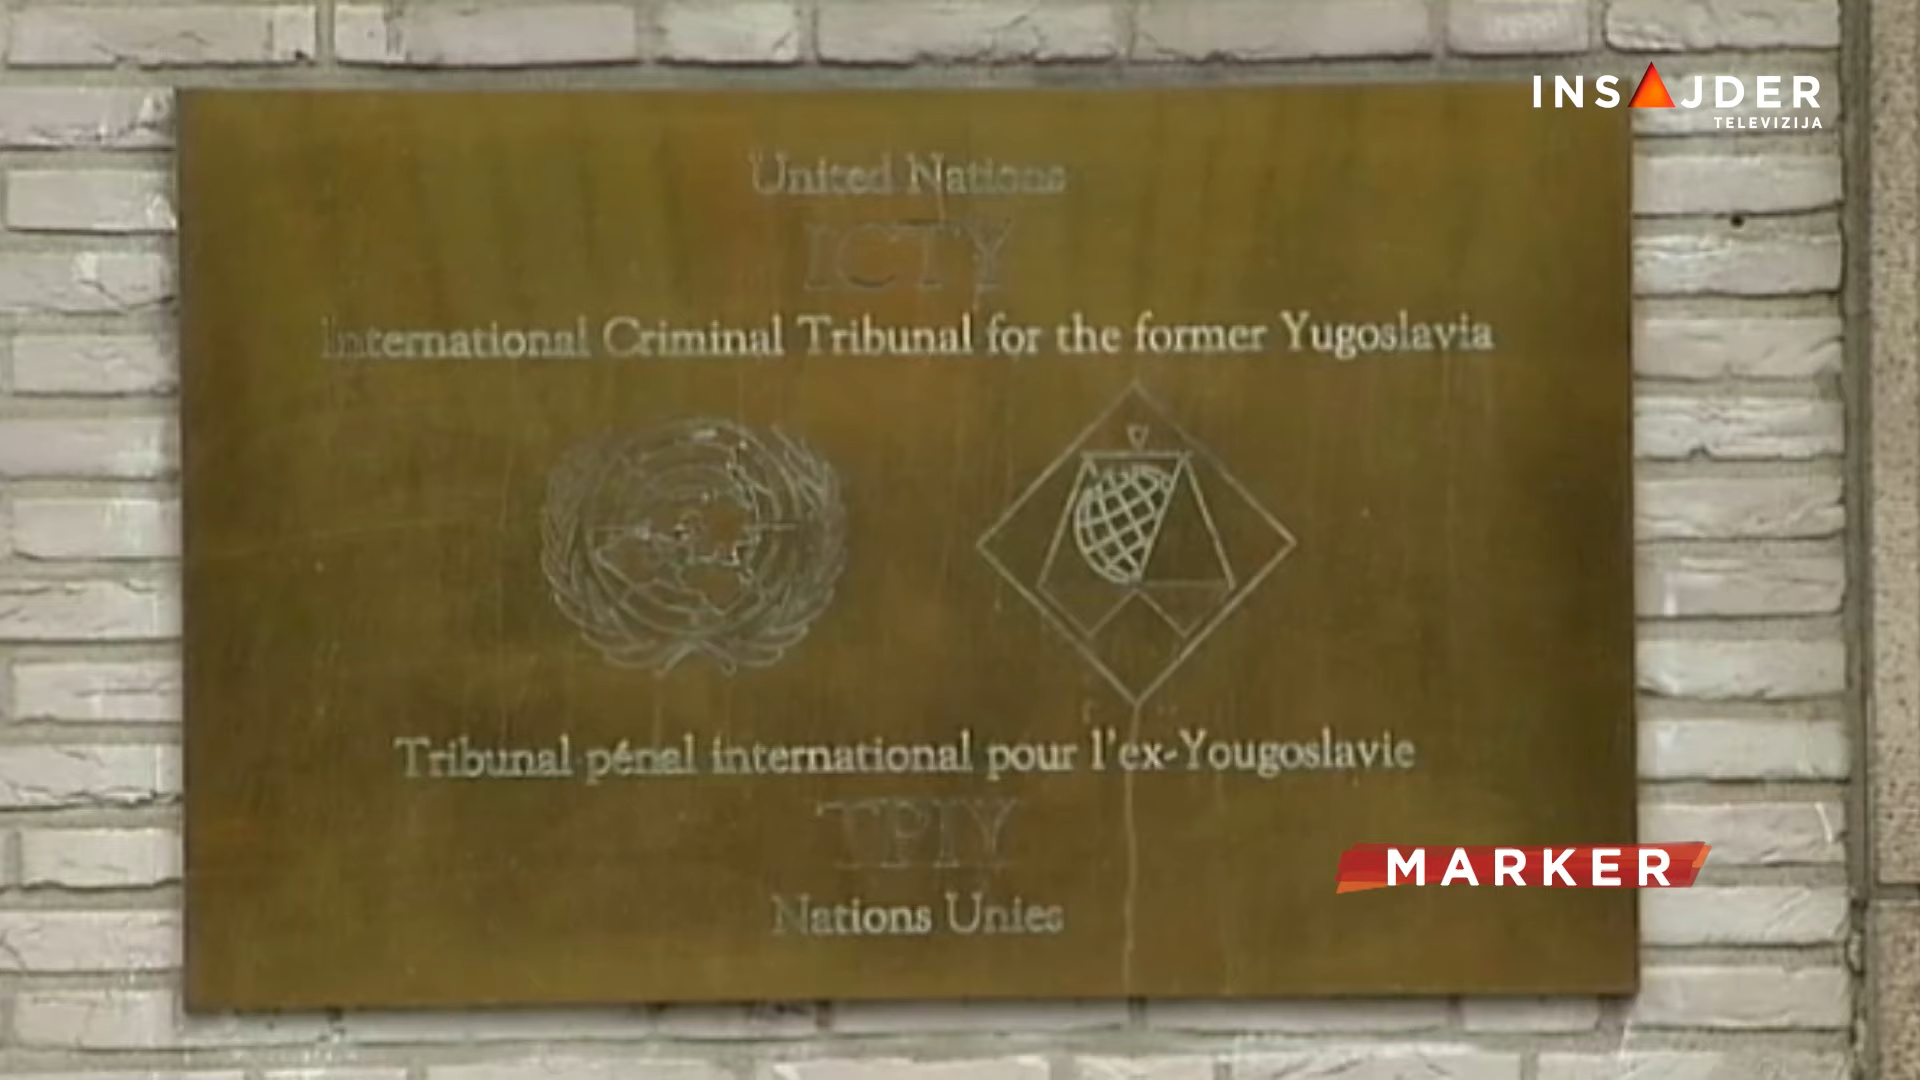 INSAJDER
TELEVIZIJA
United Nations
ICTY
International Criminal Tribunal for the former Yugoslavia
Tribunal pénal international pour l'ex-Yougoslavie
TPIY
Nations Unies
MARKER